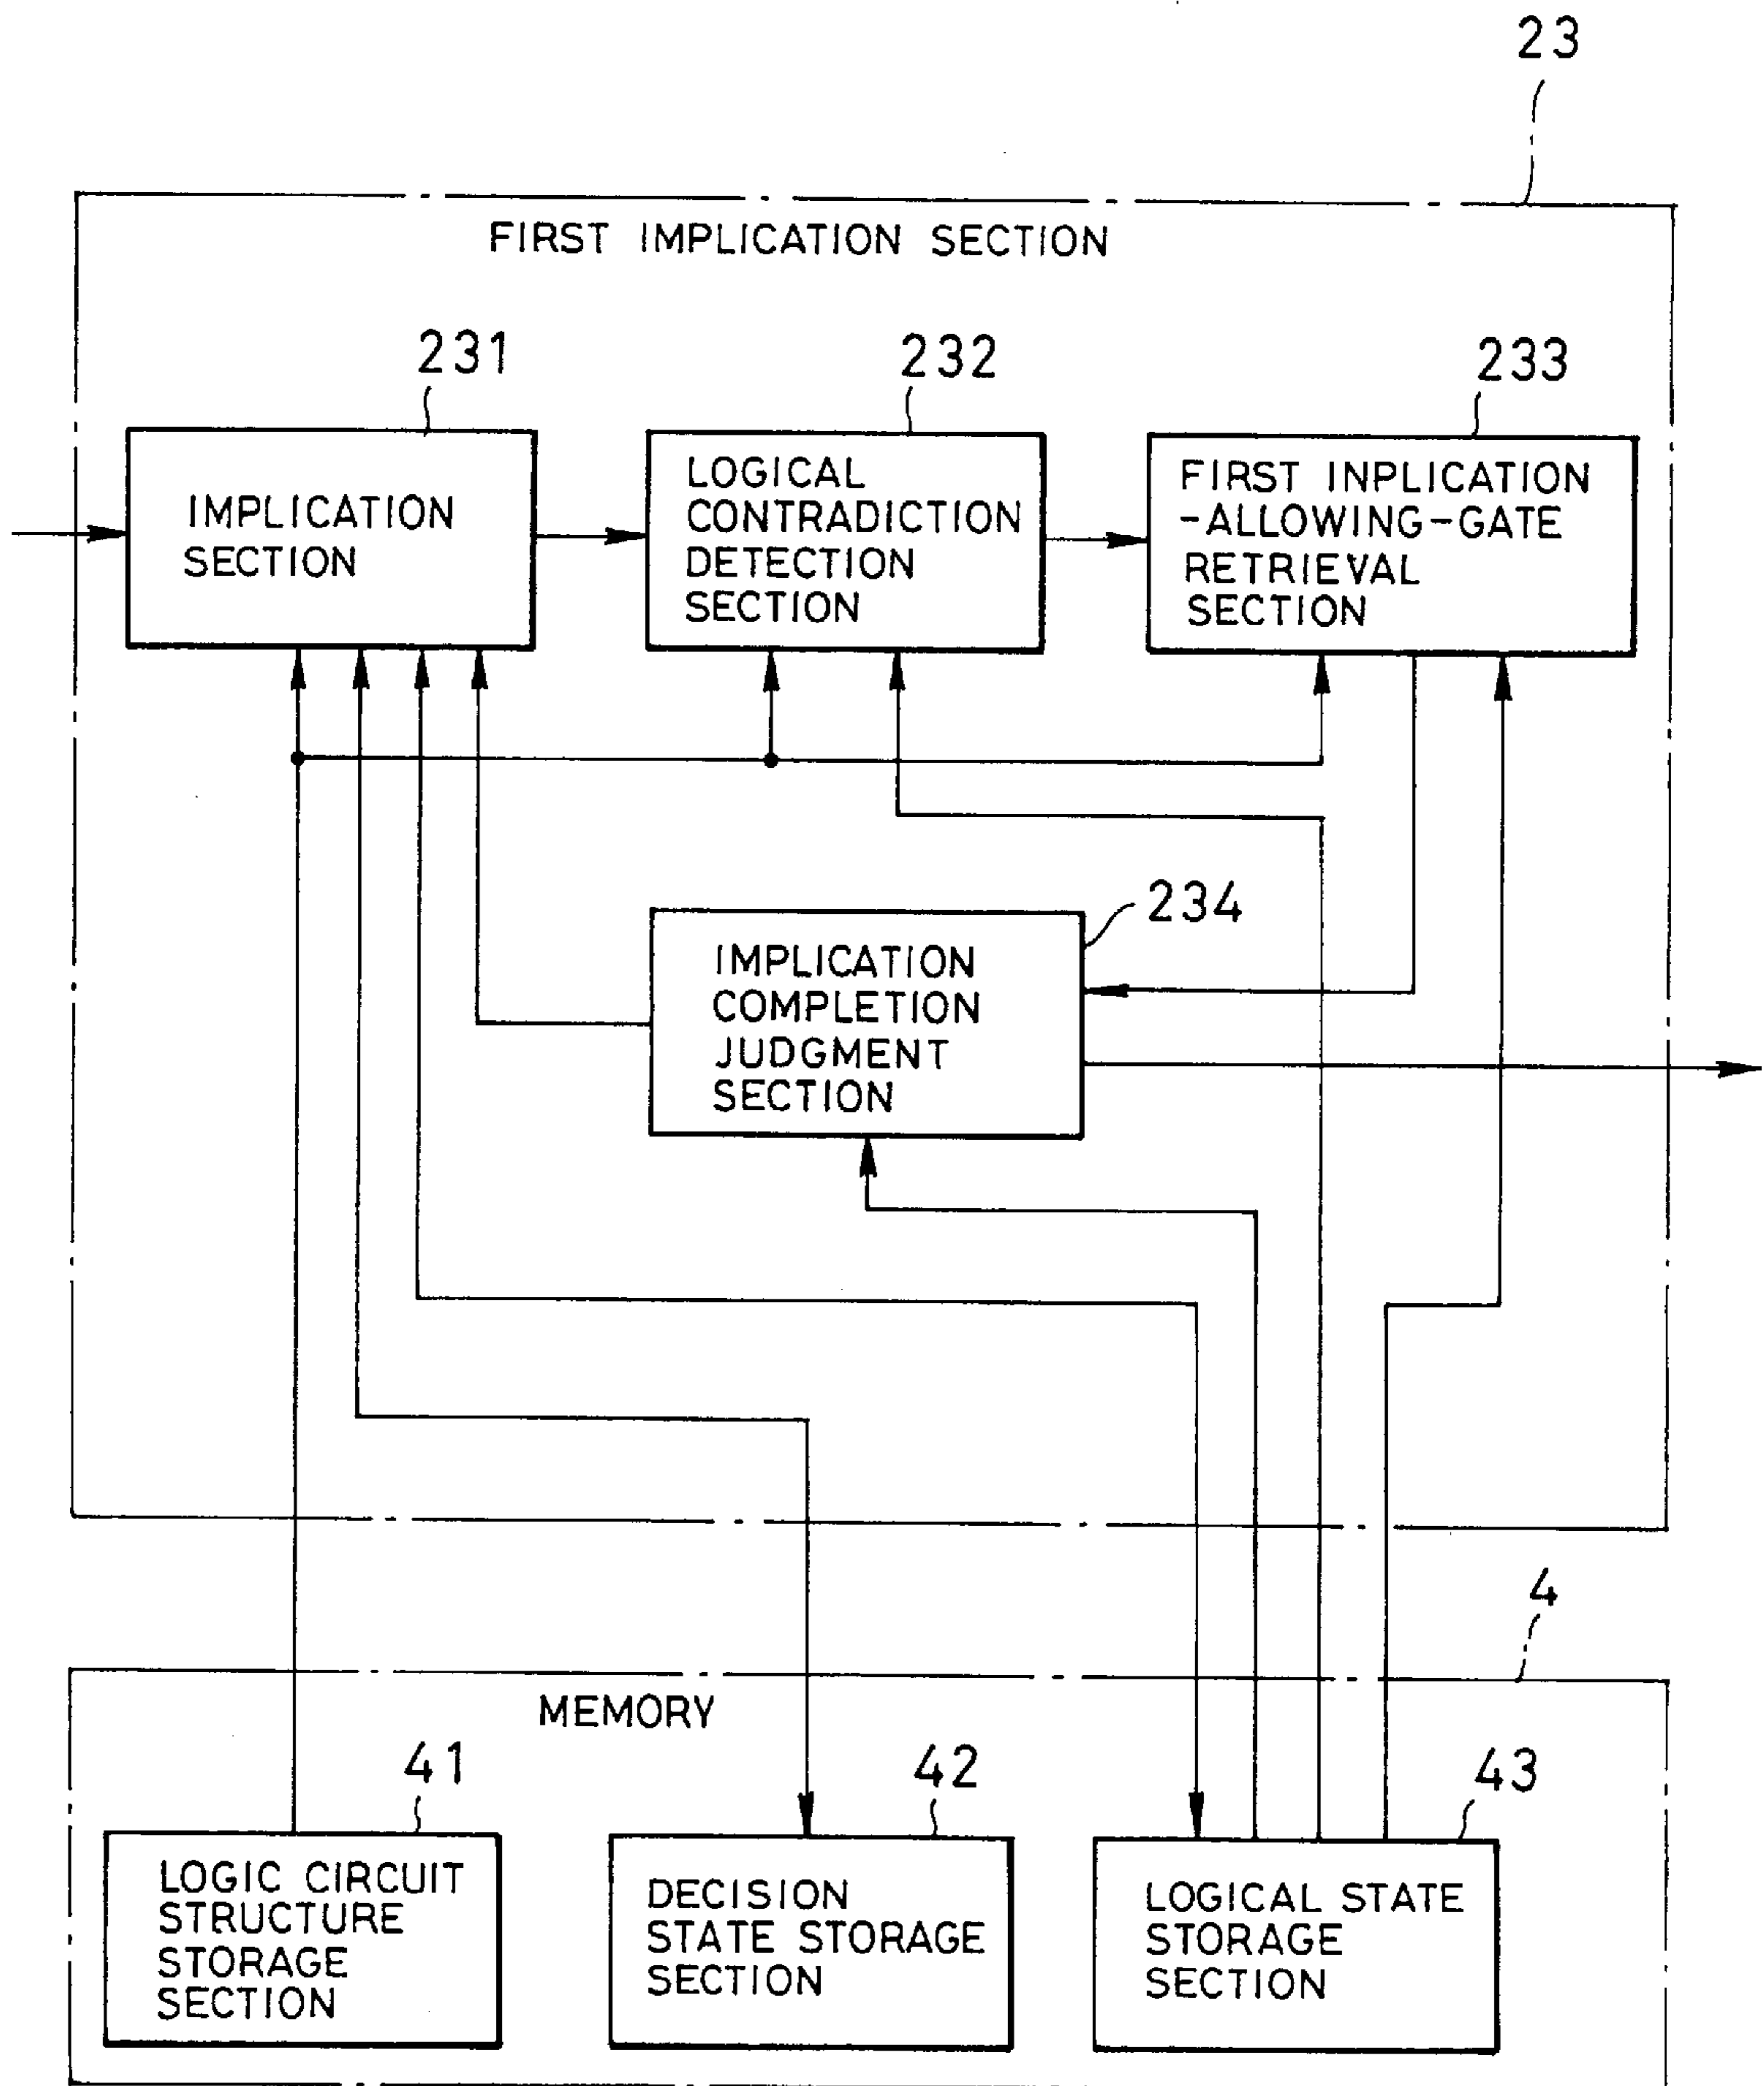 23
FIRST IMPLICATION SECTION
231
232
233
IMPLICATION
SECTION
LOGICAL
CONTRADICTION
DETECTION
SECTION
FIRST INPLICATION
-ALLOWING-GATE
RETRIEVAL
SECTION
234
IMPLICATION
COMPLETION
JUDGMENT
SECTION
4
MEMORY
41
42
43
LOGIC CIRCUIT
STRUCTURE
STORAGE
SECTION
DECISION
STATE STORAGE
SECTION
LOGICAL STATE
STORAGE
SECTION